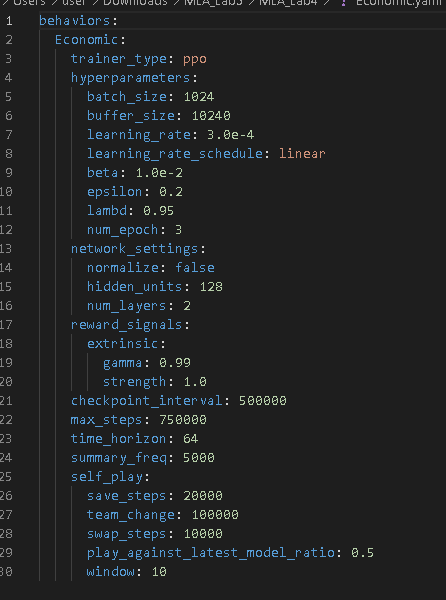 / Users / user / Downloads / MLA_Lab3 / MLA_Lab4 / ! Economic.yaml
1 behaviors:
2 Economic:
3 trainer_type: ppo
4 hyperparameters:
5 batch_size: 1024
6 buffer_size: 10240
7 learning_rate: 3.0e-4
8 learning_rate_schedule: linear
9 beta: 1.0e-2
10 epsilon: 0.2
11 lambd: 0.95
12 num_epoch: 3
13 network_settings:
14 normalize: false
15 hidden_units: 128
16 num_layers: 2
17 reward_signals:
18 extrinsic:
19 gamma: 0.99
20 strength: 1.0
21 checkpoint_interval: 500000
22 max_steps: 750000
23 time_horizon: 64
24 summary_freq: 5000
25 self_play:
26 save_steps: 20000
27 team_change: 100000
28 swap_steps: 10000
29 play_against_latest_model_ratio: 0.5
30 window: 10